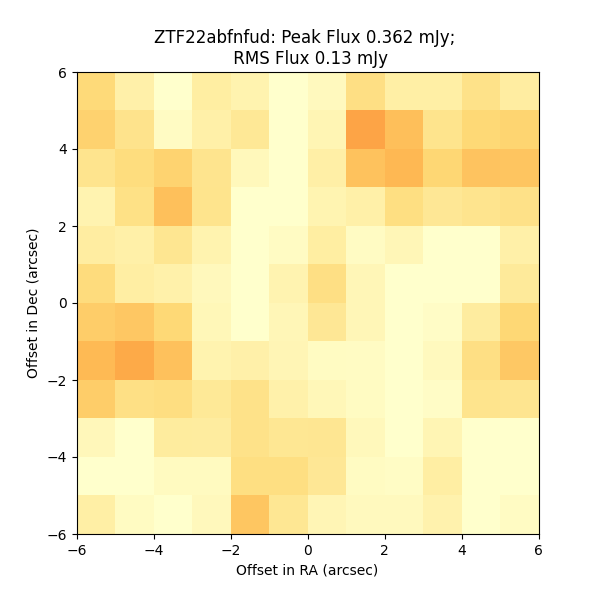 ZTF22abfnfud: Peak Flux 0.362 mJy;
RMS Flux 0.13 mJy
6
4
2
0
−2
−4
−6
Offset in Dec (arcsec)
−6 −4 −2 0 2 4 6
Offset in RA (arcsec)